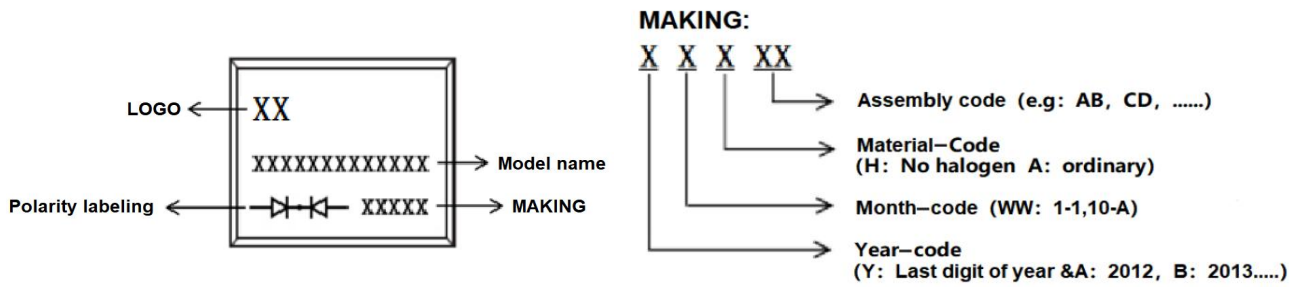 MAKING:
X X X XX
LOGO
XX
XXXXXXXXXXXXX
Model name
Polarity labeling
XXXXX
MAKING
Assembly code (e.g: AB, CD, ......)
Material-Code
(H: No halogen A: ordinary)
Month-code (WW: 1-1,10-A)
Year-code
(Y: Last digit of year &A: 2012, B: 2013.....)